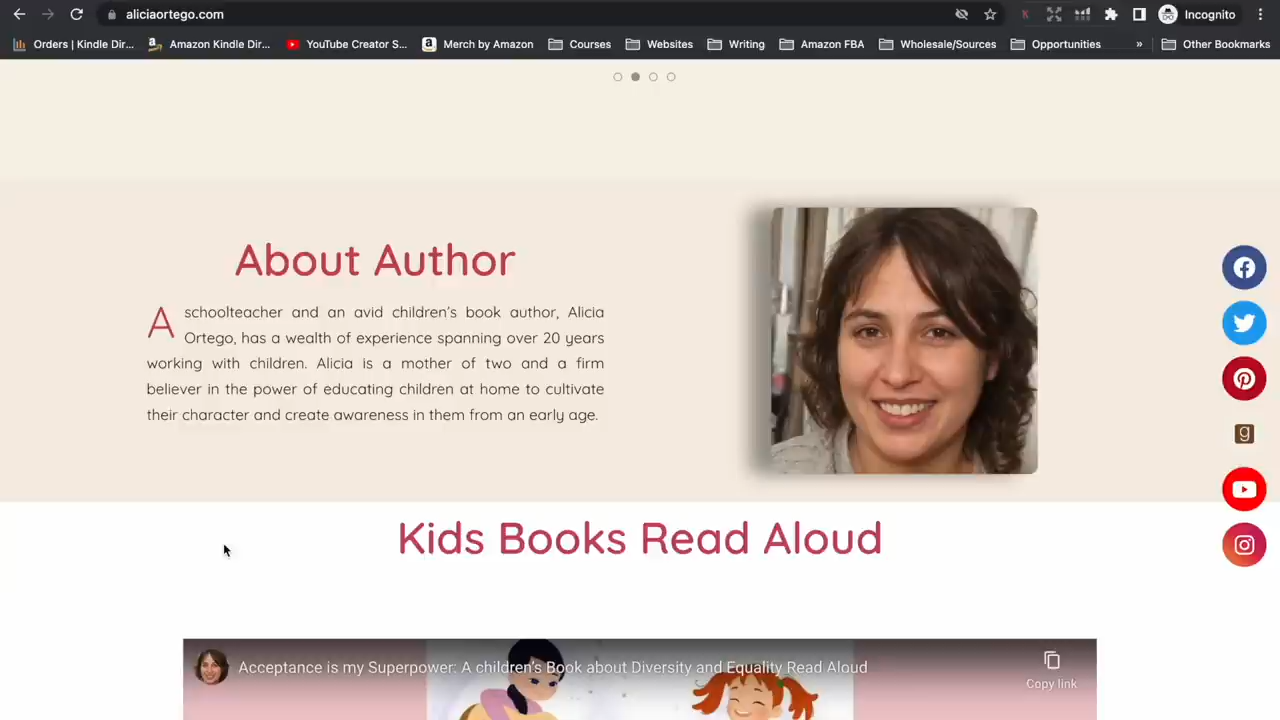 aliciaortego.com
Incognito
Orders | Kindle Dir...
Amazon Kindle Dir...
YouTube Creator S...
Merch by Amazon
Courses
Websites
Writing
Amazon FBA
Wholesale/Sources
Opportunities
»
Other Bookmarks
About Author
A schoolteacher and an avid children's book author, Alicia
Ortego, has a wealth of experience spanning over 20 years
working with children. Alicia is a mother of two and a firm
believer in the power of educating children at home to cultivate
their character and create awareness in them from an early age.
Kids Books Read Aloud
Acceptance is my Superpower: A children's Book about Diversity and Equality Read Aloud
Copy link